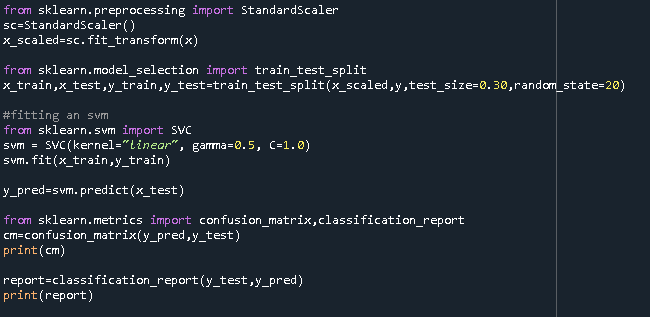 from sklearn.preprocessing import StandardScaler
sc=StandardScaler()
x_scaled=sc.fit_transform(x)
from sklearn.model_selection import train_test_split
x_train,x_test,y_train,y_test=train_test_split(x_scaled,y,test_size=0.30,random_state=20)
#fitting an svm
from sklearn.svm import SVC
svm = SVC(kernel="linear", gamma=0.5, C=1.0)
svm.fit(x_train,y_train)
y_pred=svm.predict(x_test)
from sklearn.metrics import confusion_matrix,classification_report
cm=confusion_matrix(y_pred,y_test)
print(cm)
report=classification_report(y_test,y_pred)
print(report)